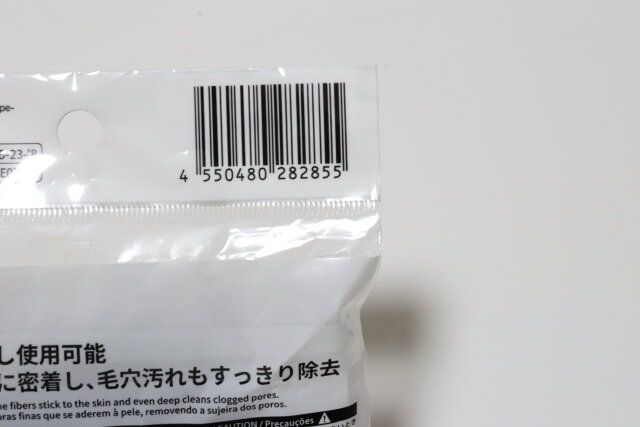 pe-
4 550480 282855
し使用可能
に密着し、毛穴汚れもすっきり除去
ne fibers stick to the skin and even deep cleans clogged pores.
oras finas que se aderem à pele, removendo a sujeira dos poros.
CAUTION / Precauções